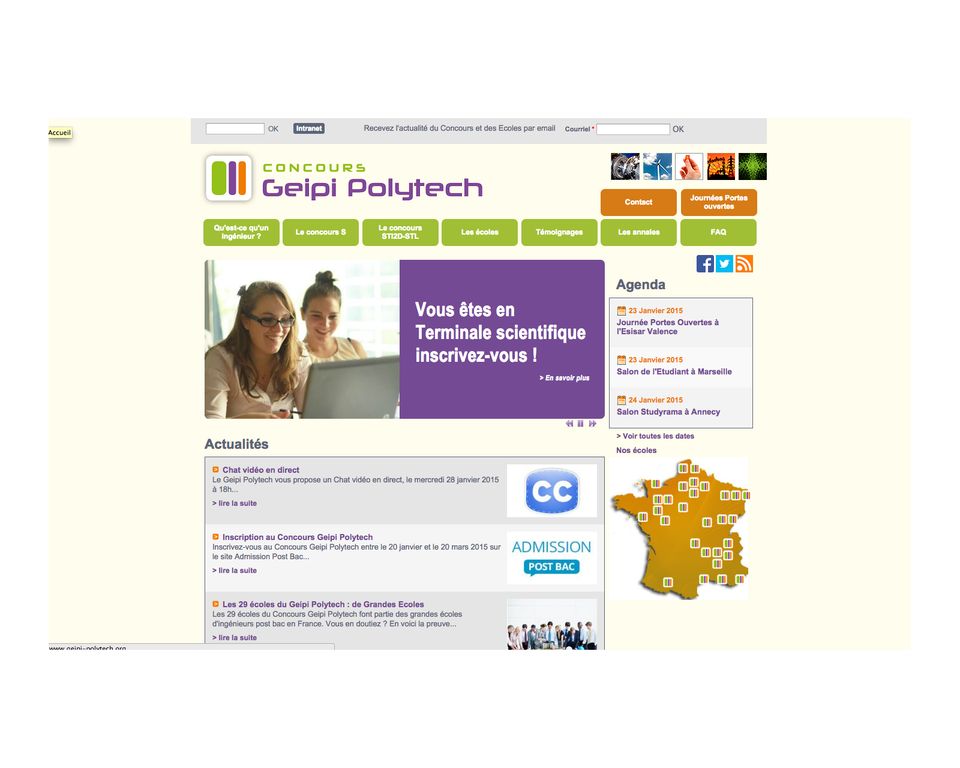 Accueil
OK
Intranet
Recevez l'actualité du Concours et des Ecoles par email
Courriel *
OK
CONCOURS
Geipi Polytech
Contact
Journées Portes
ouvertes
Qu'est-ce qu'un
ingénieur ?
Le concours S
Le concours
STI2D-STL
Les écoles
Témoignages
Les annales
FAQ
Vous êtes en
Terminale scientifique
inscrivez-vous !
> En savoir plus
Agenda
23 Janvier 2015
Journée Portes Ouvertes à
l'Esisar Valence
23 Janvier 2015
Salon de l'Etudiant à Marseille
24 Janvier 2015
Salon Studyrama à Annecy
> Voir toutes les dates
Nos écoles
Actualités
Chat vidéo en direct
Le Geipi Polytech vous propose un Chat vidéo en direct, le mercredi 28 janvier 2015
à 18h...
> lire la suite
CC
Inscription au Concours Geipi Polytech
Inscrivez-vous au Concours Geipi Polytech entre le 20 janvier et le 20 mars 2015 sur
le site Admission Post Bac...
> lire la suite
ADMISSION
POST BAC
Les 29 écoles du Geipi Polytech : de Grandes Ecoles
Les 29 écoles du Concours Geipi Polytech font partie des grandes écoles
d'ingénieurs post bac en France. Vous en doutiez ? En voici la preuve...
> lire la suite
www.geipi-polytech.org